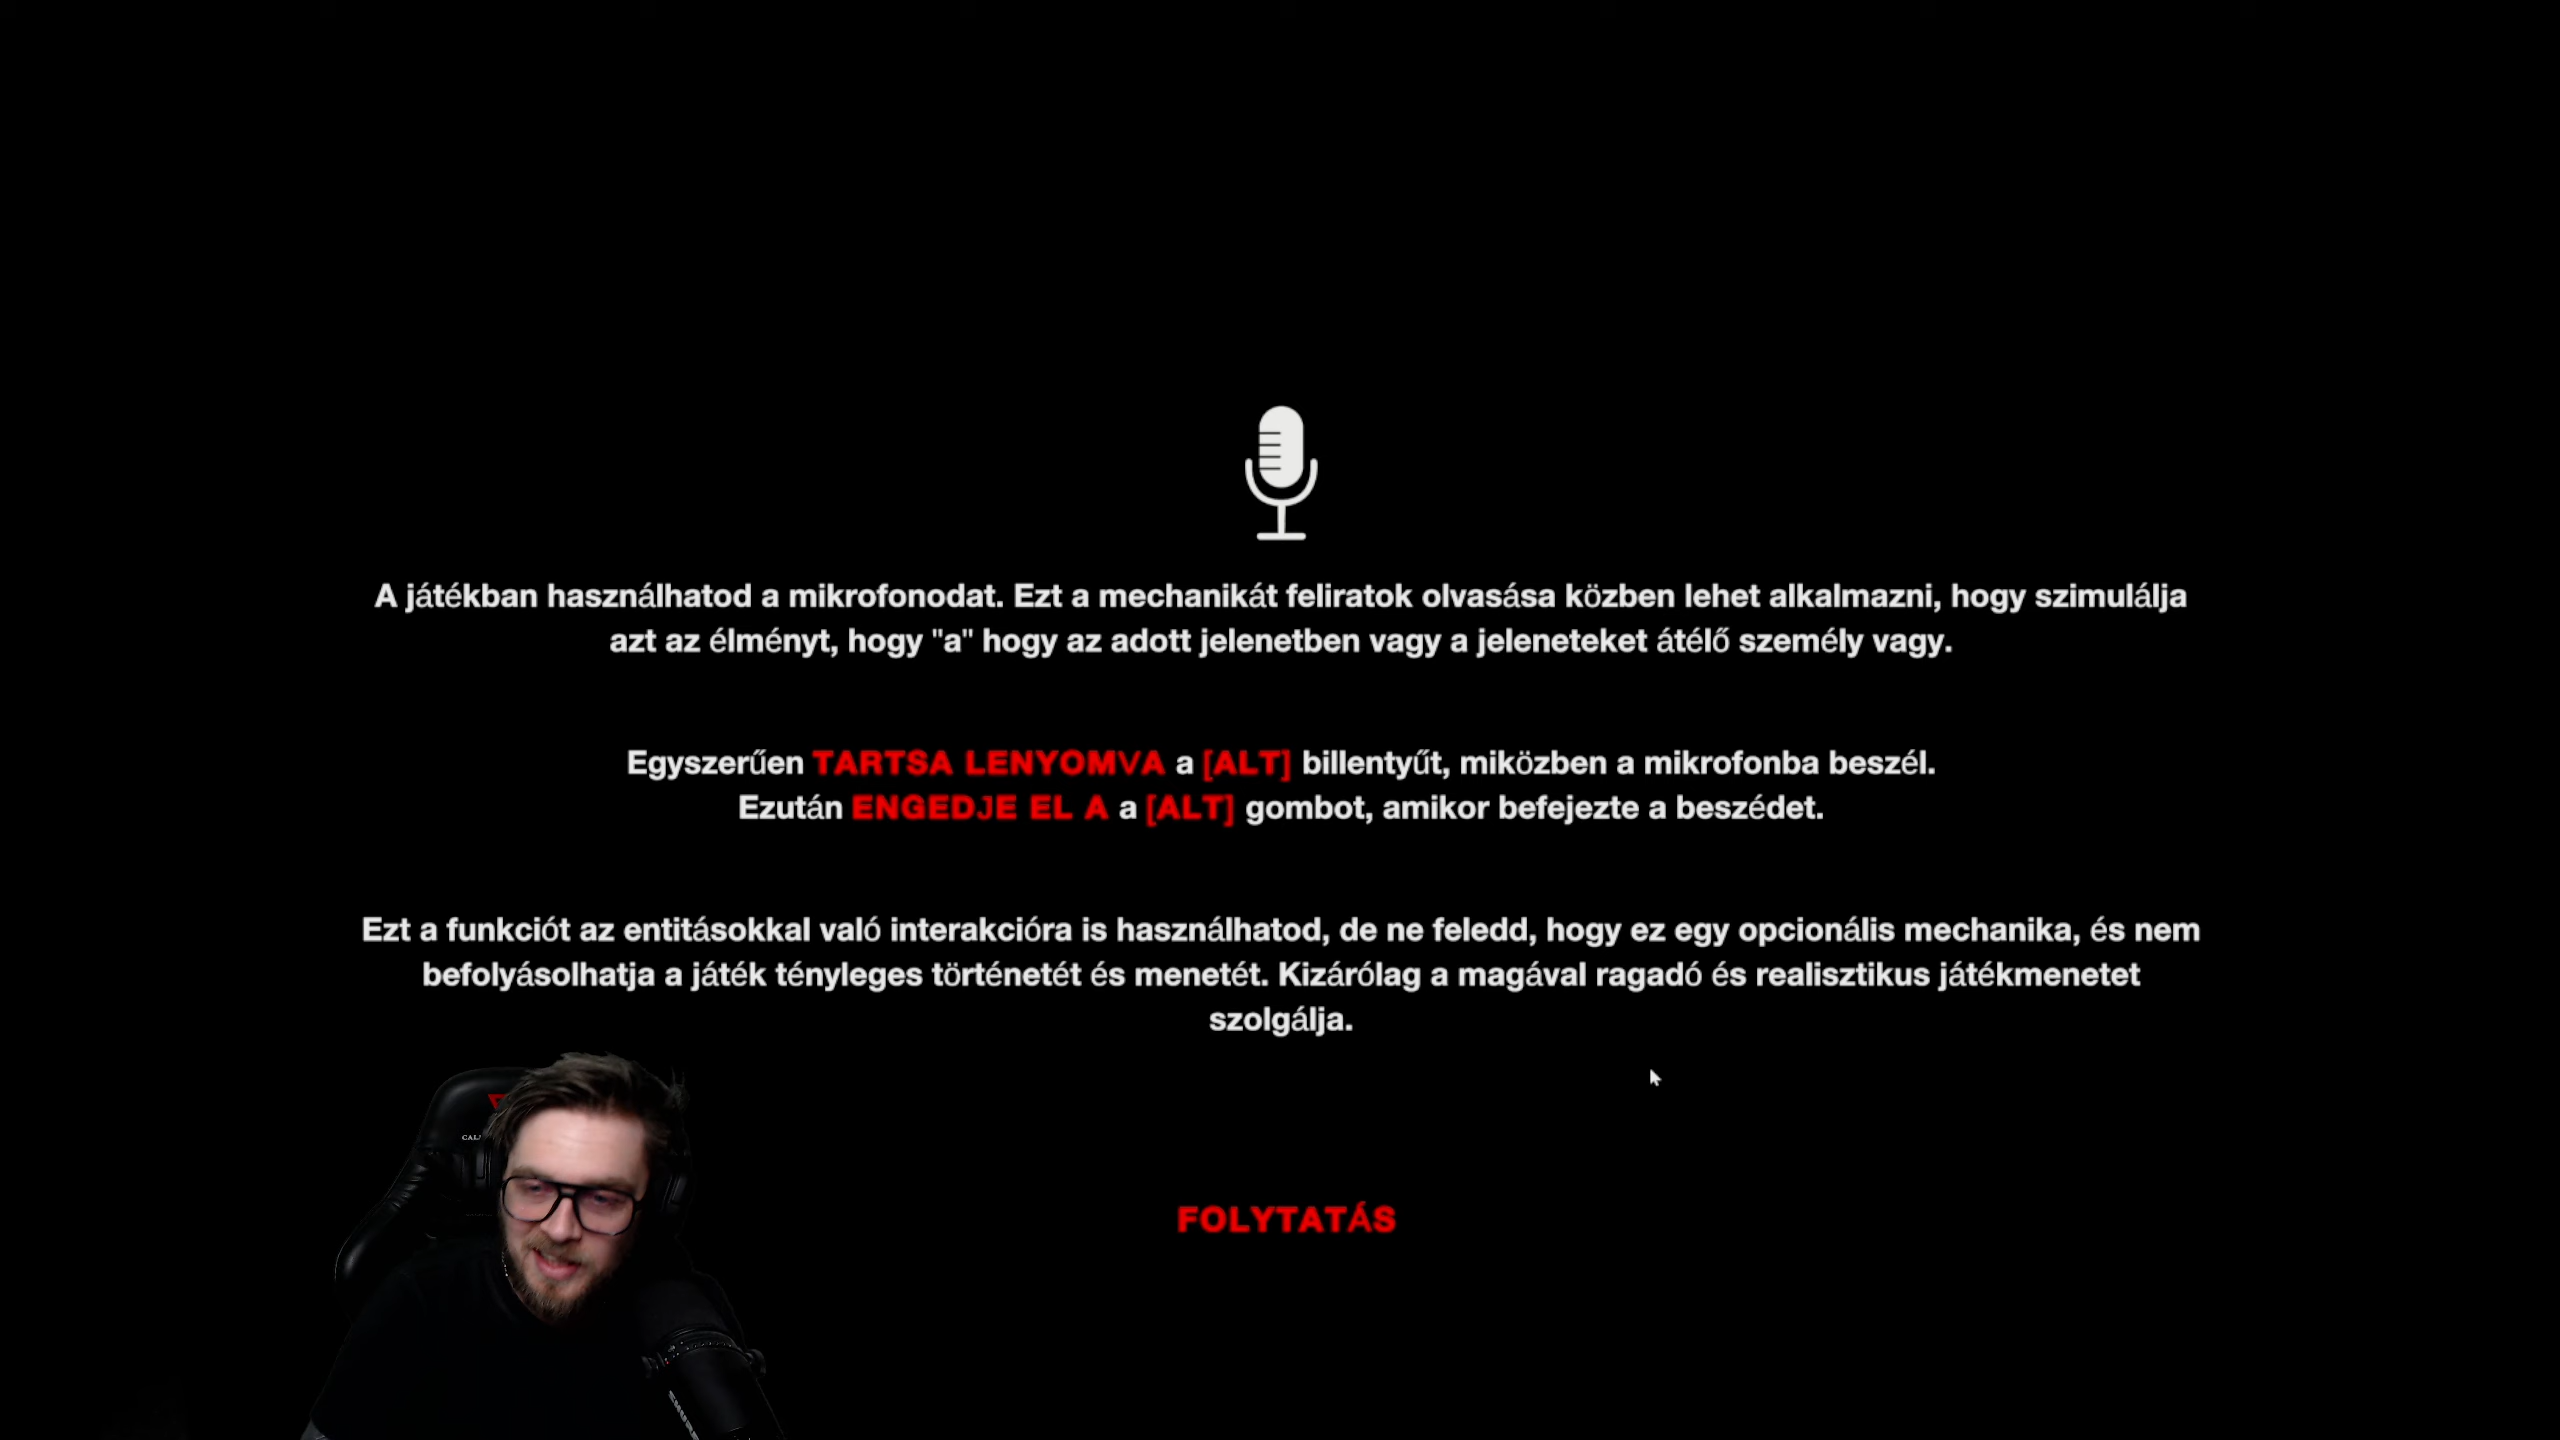 A játékban használhatod a mikrofonodat. Ezt a mechanikát feliratok olvasása közben lehet alkalmazni, hogy szimulálja
azt az élményt, hogy "a" hogy az adott jelenetben vagy a jeleneteket átélő személy vagy.
Egyszerűen TARTSA LENYOMVA a [ALT] billentyűt, miközben a mikrofonba beszél.
Ezután ENGEDJE EL A a [ALT] gombot, amikor befejezte a beszédet.
Ezt a funkciót az entitásokkal való interakcióra is használhatod, de ne feledd, hogy ez egy opcionális mechanika, és nem
befolyásolhatja a játék tényleges történetét és menetét. Kizárólag a magával ragadó és realisztikus játékmenetet
szolgálja.
FOLYTATÁS